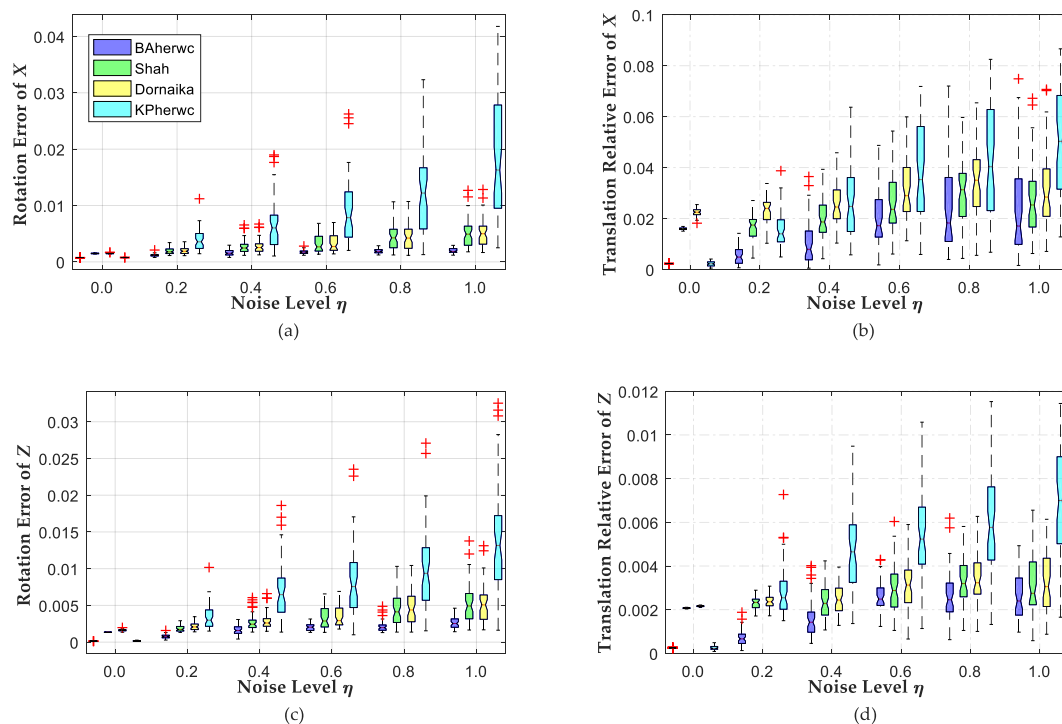 0.04
0.03
0.02
0.01
0
Rotation Error of X
BAherwc
Shah
Dornaika
KPherwc
0.0 0.2 0.4 0.6 0.8 1.0
Noise Level η
(a)
0.1
0.08
0.06
0.04
0.02
0
Translation Relative Error of X
0.0 0.2 0.4 0.6 0.8 1.0
Noise Level η
(b)
0.03
0.025
0.02
0.015
0.01
0.005
0
Rotation Error of Z
0.0 0.2 0.4 0.6 0.8 1.0
Noise Level η
(c)
0.012
0.01
0.008
0.006
0.004
0.002
0
Translation Relative Error of Z
0.0 0.2 0.4 0.6 0.8 1.0
Noise Level η
(d)